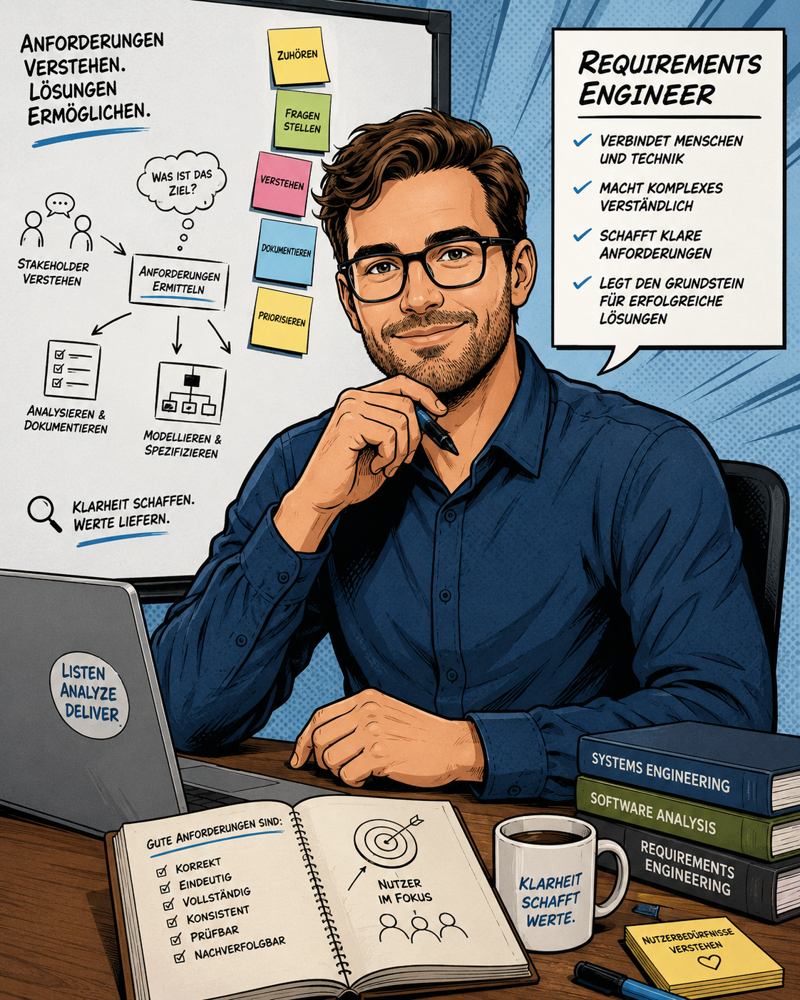 ANFORDERUNGEN
VERSTEHEN.
LÖSUNGEN
ERMÖGLICHEN.
ZUHÖREN
FRAGEN
STELLEN
VERSTEHEN
DOKUMENTIEREN
PRIORISIEREN
WAS IST DAS
ZIEL?
STAKEHOLDER
VERSTEHEN
ANFORDERUNGEN
ERMITTELN
ANALYSIEREN &
DOKUMENTIEREN
MODELLIEREN &
SPEZIFIZIEREN
KLARHEIT SCHAFFEN.
WERTE LIEFERN.
REQUIREMENTS
ENGINEER
VERBINDET MENSCHEN
UND TECHNIK
MACHT KOMPLEXES
VERSTÄNDLICH
SCHAFFT KLARE
ANFORDERUNGEN
LEGT DEN GRUNDSTEIN
FÜR ERFOLGREICHE
LÖSUNGEN
LISTEN
ANALYZE
DELIVER
GUTE ANFORDERUNGEN SIND:
KORREKT
EINDEUTIG
VOLLSTÄNDIG
KONSISTENT
PRÜFBAR
NACHVERFOLGBAR
NUTZER
IM FOKUS
KLARHEIT
SCHAFFT
WERTE.
SYSTEMS ENGINEERING
SOFTWARE ANALYSIS
REQUIREMENTS
ENGINEERING
NUTZERBEDÜRFNISSE
VERSTEHEN